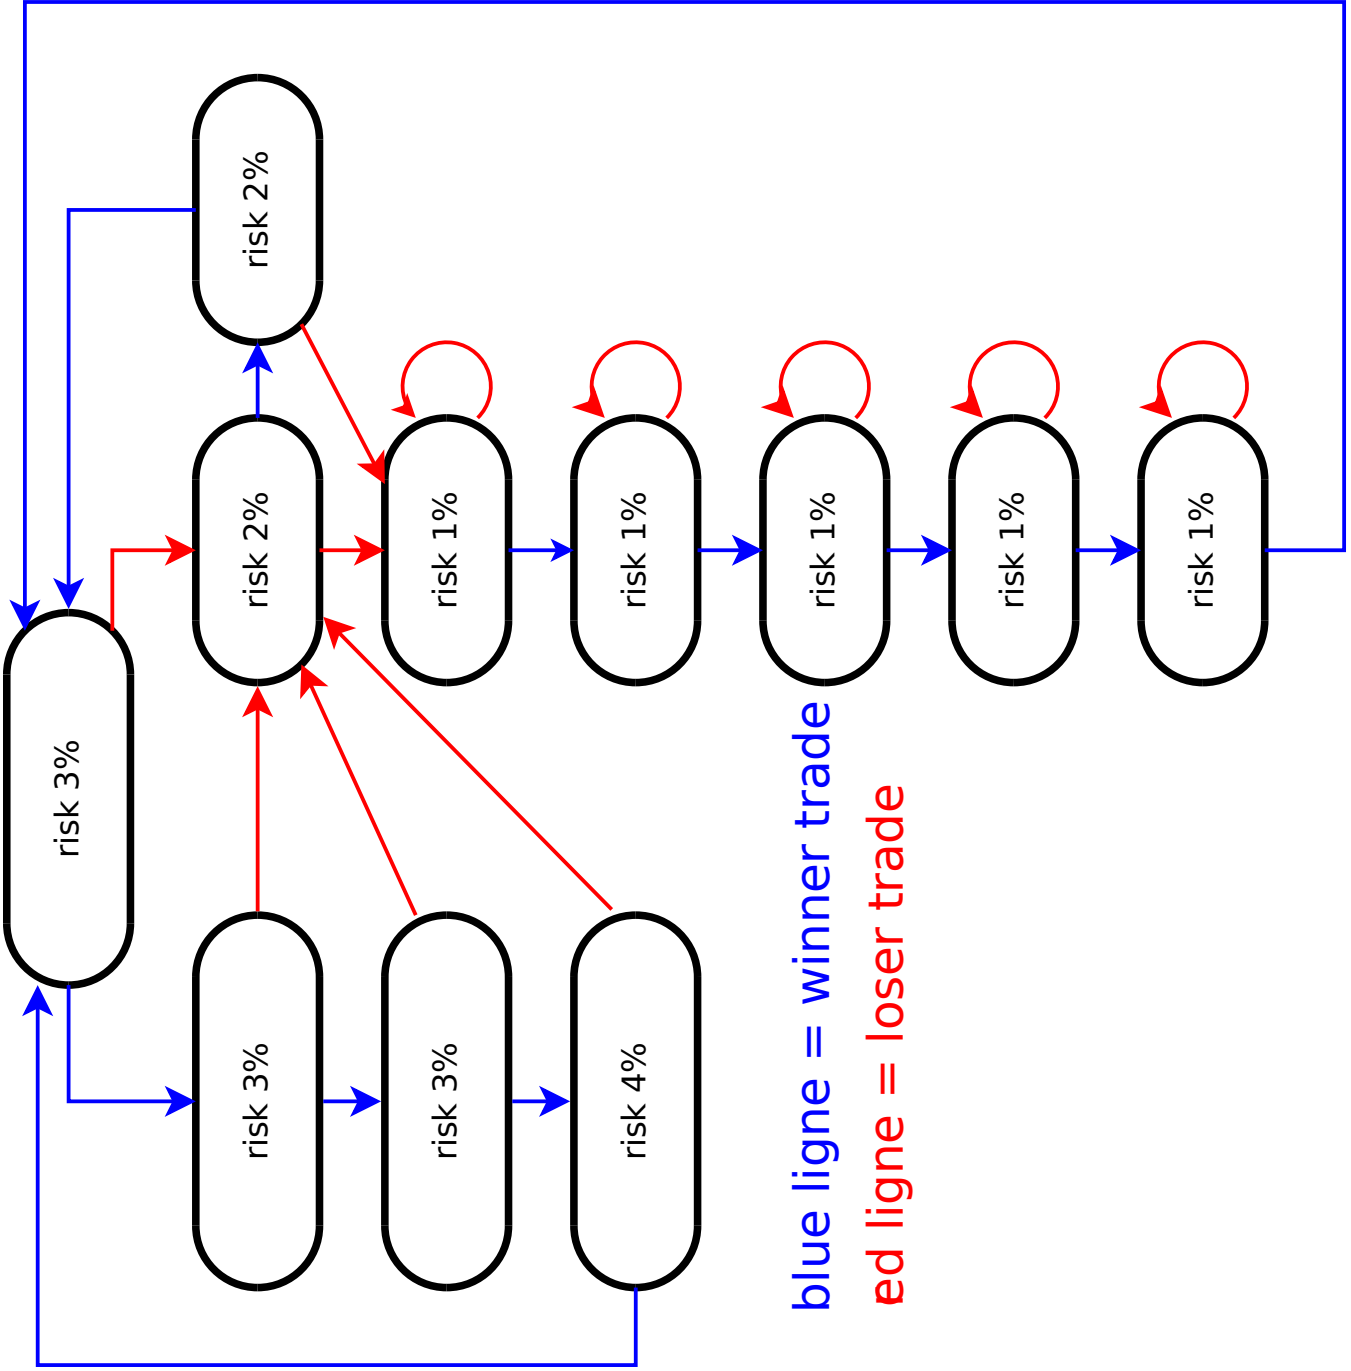 risk 3%
risk 3%
risk 2%
risk 2%
risk 3%
risk 1%
risk 4%
risk 1%
blue ligne = winner trade
risk 1%
red ligne = loser trade
risk 1%
risk 1%